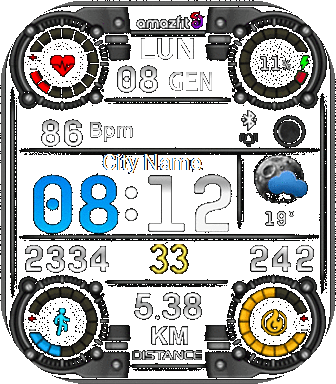 amazfit
LUN
08 GEN
11%
86 Bpm
City Name
08:12
19°
2334 33 242
5.38
KM
DISTANCE